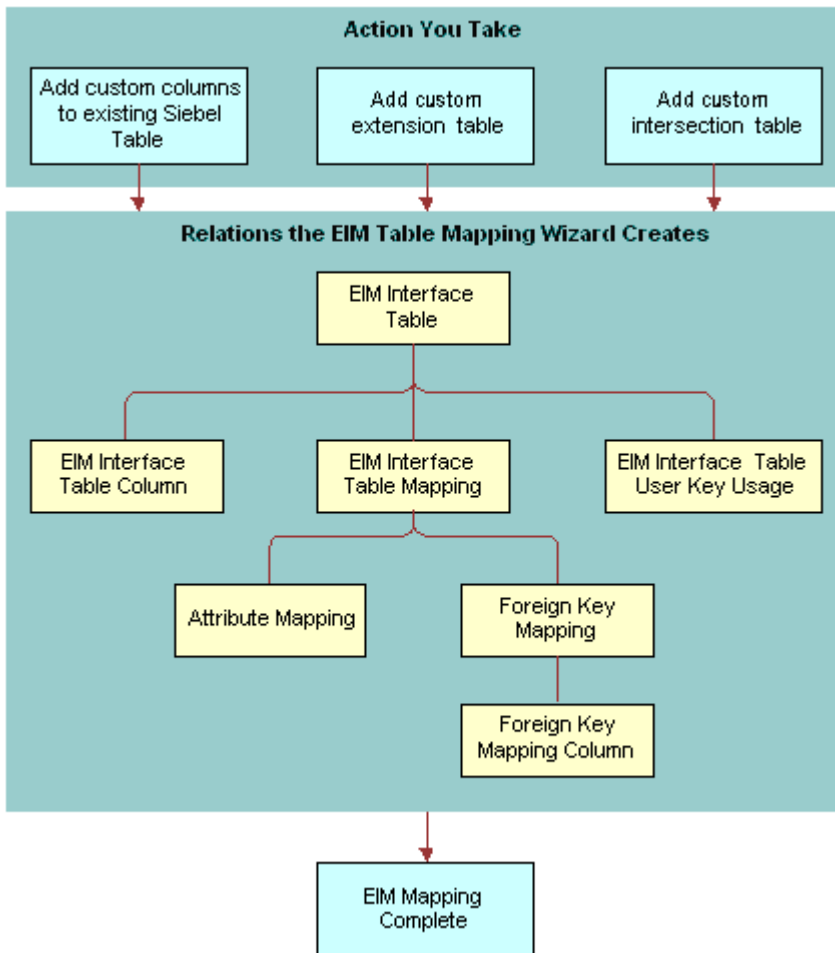 Action You Take
Add custom columns
to existing Siebel
Table
Add custom
extension table
Add custom
intersection table
Relations the EIM Table Mapping Wizard Creates
EIM Interface
Table
EIM Interface
Table Column
EIM Interface
Table Mapping
EIM Interface Table
User Key Usage
Attribute Mapping
Foreign Key
Mapping
Foreign Key
Mapping Column
EIM Mapping
Complete